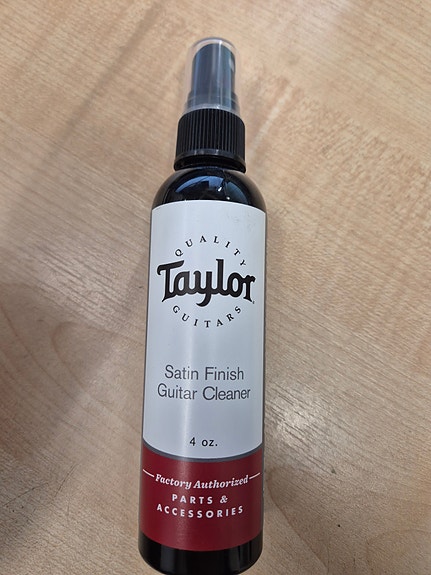 QUALITY
Taylor
GUITARS
Satin Finish
Guitar Cleaner
4 oz.
Factory Authorized
PARTS &
ACCESSORIES